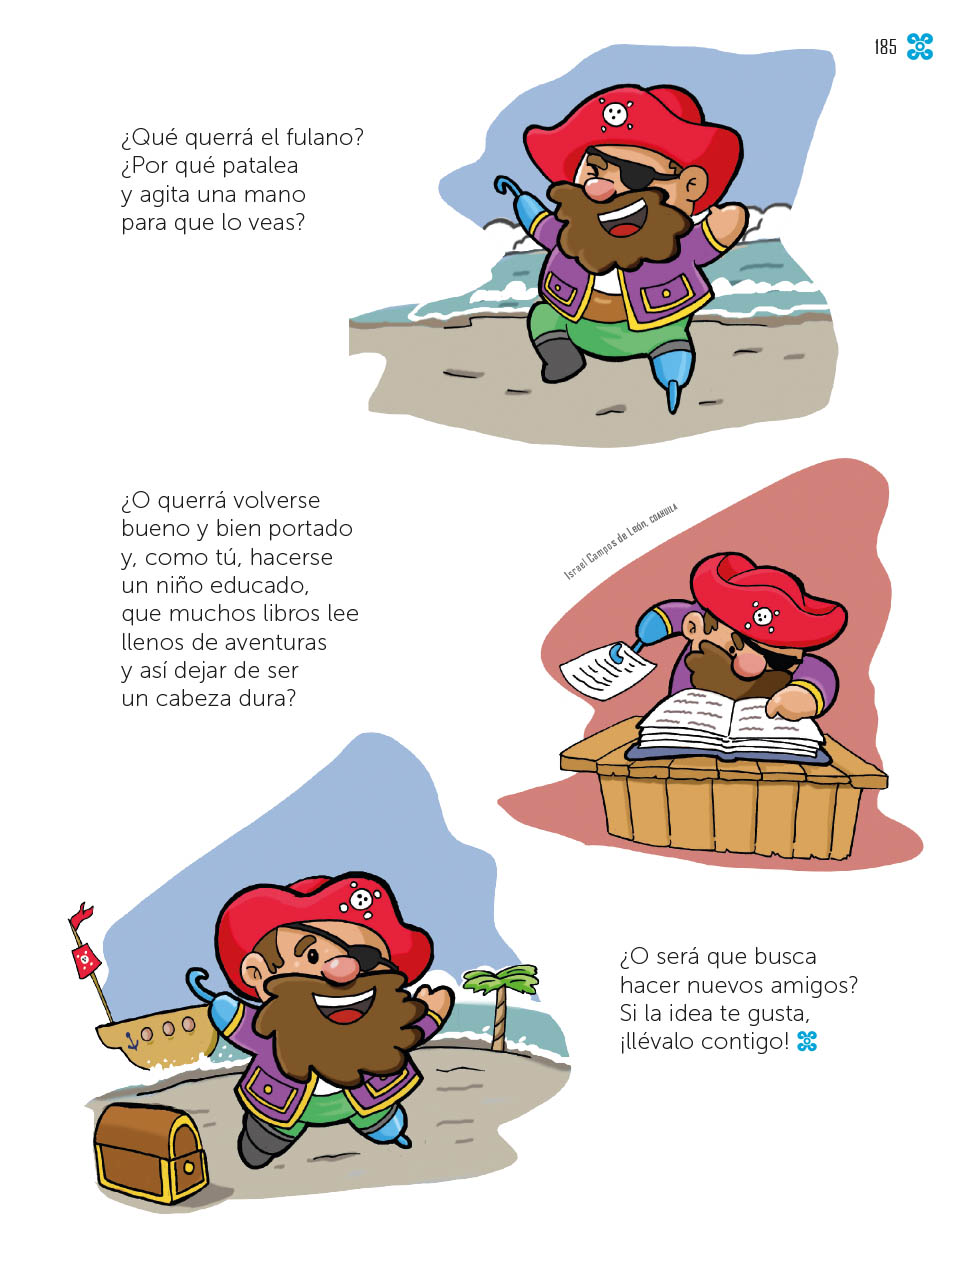 185
¿Qué querrá el fulano?
¿Por qué patalea
y agita una mano
para que lo veas?
¿O querrá volverse
bueno y bien portado
y, como tú, hacerse
un niño educado,
que muchos libros lee
llenos de aventuras
y así dejar de ser
un cabeza dura?
Israel Campos de León, COAHUILA
¿O será que busca
hacer nuevos amigos?
Si la idea te gusta,
¡llévalo contigo!